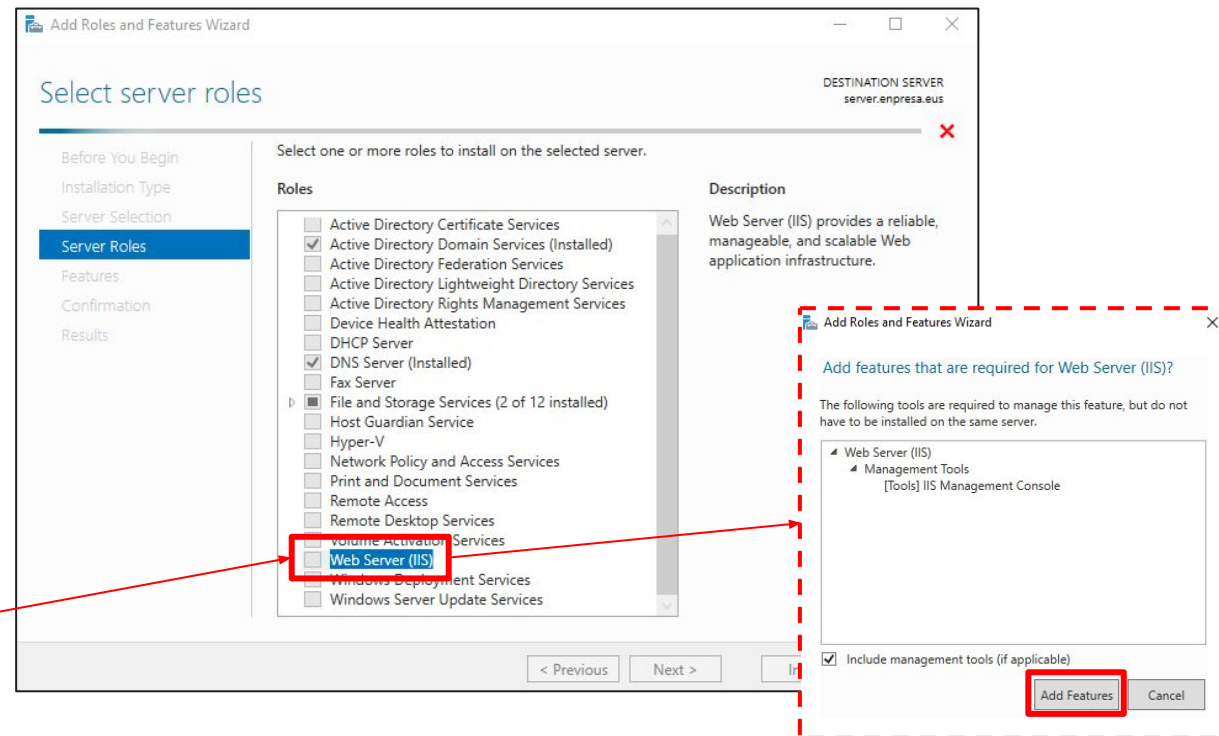 Add Roles and Features Wizard
Select server roles
DESTINATION SERVER
server.enpresa.eus
Before You Begin
Installation Type
Server Selection
Server Roles
Features
Confirmation
Results
Select one or more roles to install on the selected server.
Roles
Active Directory Certificate Services
Active Directory Domain Services (Installed)
Active Directory Federation Services
Active Directory Lightweight Directory Services
Active Directory Rights Management Services
Device Health Attestation
DHCP Server
DNS Server (Installed)
Fax Server
File and Storage Services (2 of 12 installed)
Host Guardian Service
Hyper-V
Network Policy and Access Services
Print and Document Services
Remote Access
Remote Desktop Services
Volume Activation Services
Web Server (IIS)
Windows Deployment Services
Windows Server Update Services
Description
Web Server (IIS) provides a reliable,
manageable, and scalable Web
application infrastructure.
< Previous
Next >
Add Roles and Features Wizard
Add features that are required for Web Server (IIS)?
The following tools are required to manage this feature, but do not
have to be installed on the same server.
Web Server (IIS)
Management Tools
[Tools] IIS Management Console
Include management tools (if applicable)
Add Features
Cancel